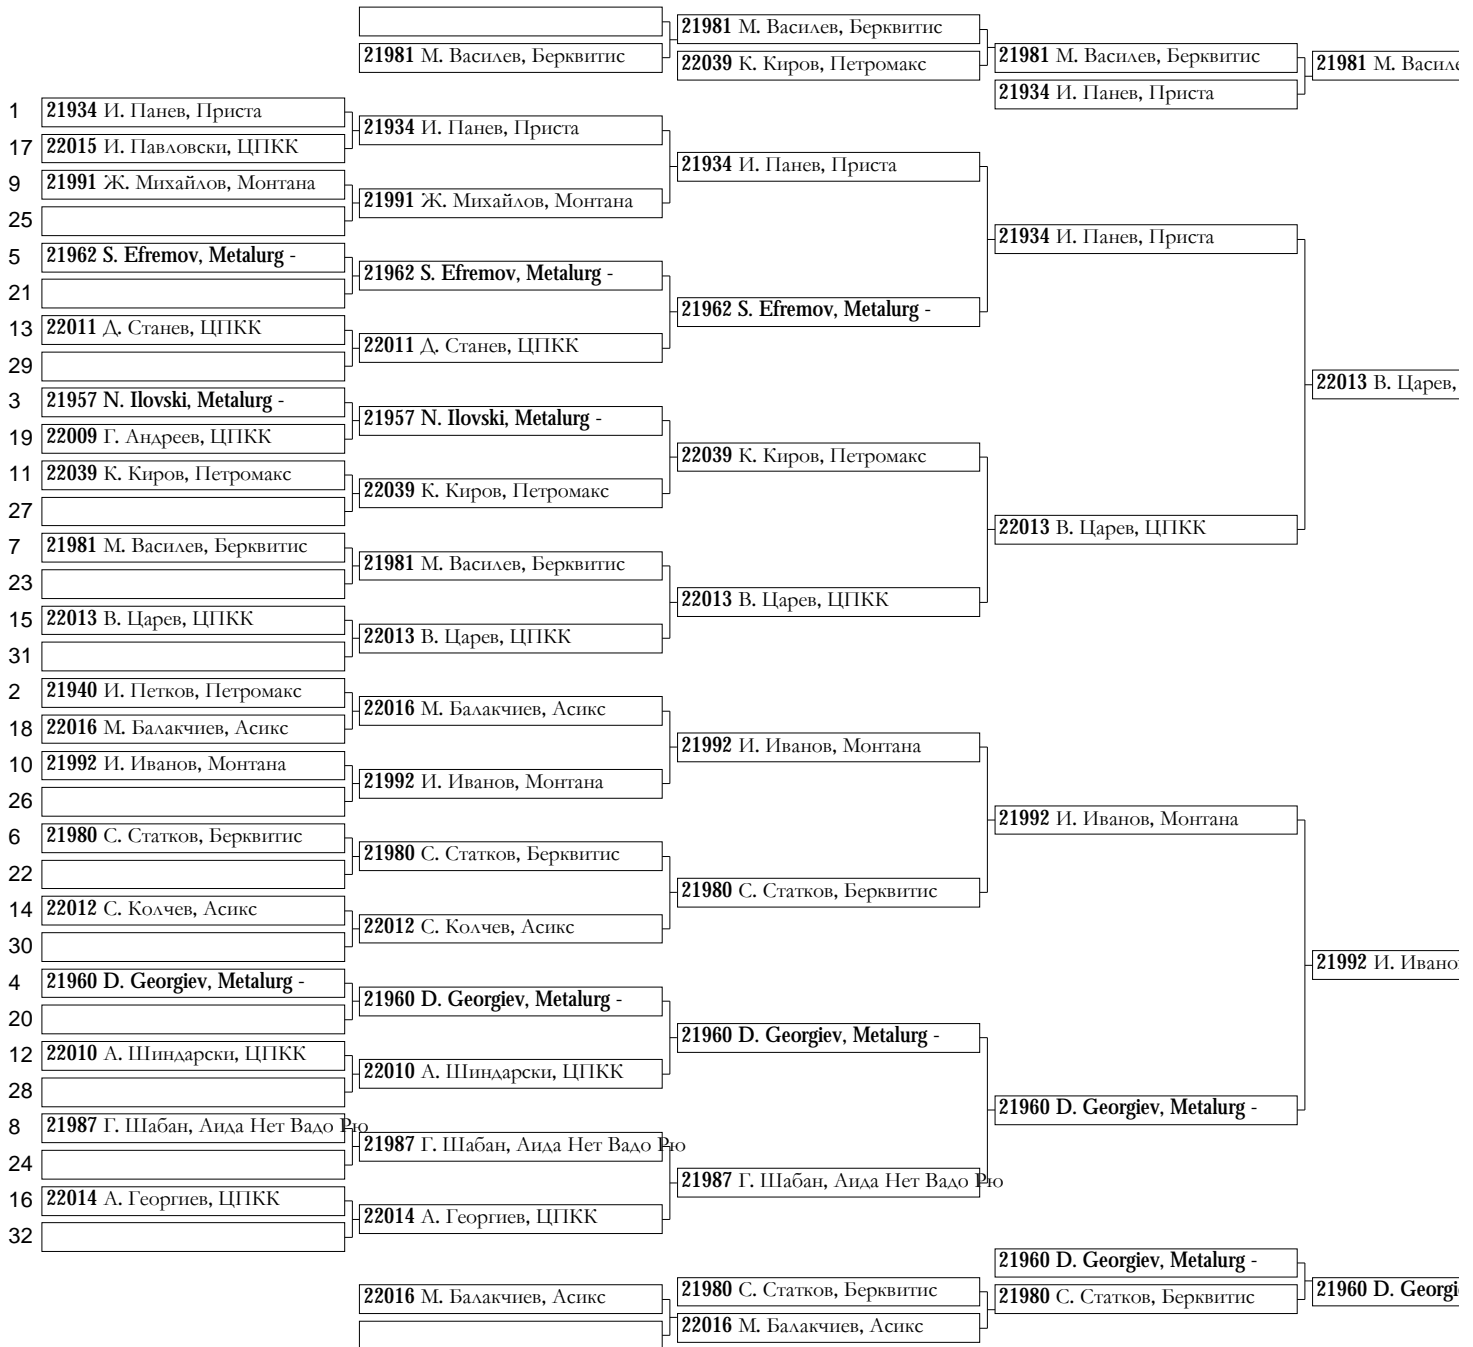 21981 М. Василев, Берквитис
21981 М. Василев, Берквитис
22039 К. Киров, Петромакс
21981 М. Василев, Берквитис
21934 И. Панев, Приста
21981 М.
1 21934 И. Панев, Приста
17 22015 И. Павловски, ЦПКК
9 21991 Ж. Михайлов, Монтана
25
5 21962 S. Efremov, Metalurg -
21
13 22011 Д. Станев, ЦПКК
29
3 21957 N. Ilovski, Metalurg -
19 22009 Г. Андреев, ЦПКК
11 22039 К. Киров, Петромакс
27
7 21981 М. Василев, Берквитис
23
15 22013 В. Царев, ЦПКК
31
2 21940 И. Петков, Петромакс
18 22016 М. Балакчиев, Асикс
10 21992 И. Иванов, Монтана
26
6 21980 С. Статков, Берквитис
22
14 22012 С. Колчев, Асикс
30
4 21960 D. Georgiev, Metalurg -
20
12 22010 А. Шиндарски, ЦПКК
28
8 21987 Г. Шабан, Аида Нет Вадо Рю
24
16 22014 А. Георгиев, ЦПКК
32
21934 И. Панев, Приста
21991 Ж. Михайлов, Монтана
21962 S. Efremov, Metalurg -
22011 Д. Станев, ЦПКК
21957 N. Ilovski, Metalurg -
22039 К. Киров, Петромакс
21981 М. Василев, Берквитис
22013 В. Царев, ЦПКК
22016 М. Балакчиев, Асикс
21992 И. Иванов, Монтана
21980 С. Статков, Берквитис
22012 С. Колчев, Асикс
21960 D. Georgiev, Metalurg -
22010 А. Шиндарски, ЦПКК
21987 Г. Шабан, Аида Нет Вадо Рю
22014 А. Георгиев, ЦПКК
21934 И. Панев, Приста
21962 S. Efremov, Metalurg -
22039 К. Киров, Петромакс
22013 В. Царев, ЦПКК
21992 И. Иванов, Монтана
21980 С. Статков, Берквитис
21960 D. Georgiev, Metalurg -
21987 Г. Шабан, Аида Нет Вадо Рю
21934 И. Панев, Приста
22013 В. Царев, ЦПКК
21992 И. Иванов, Монтана
21960 D. Georgiev, Metalurg -
22013 В. Царев,
21992 И.
22016 М. Балакчиев, Асикс
21980 С. Статков, Берквитис
22016 М. Балакчиев, Асикс
21960 D. Georgiev, Metalurg -
21980 С. Статков, Берквитис
21960 D.